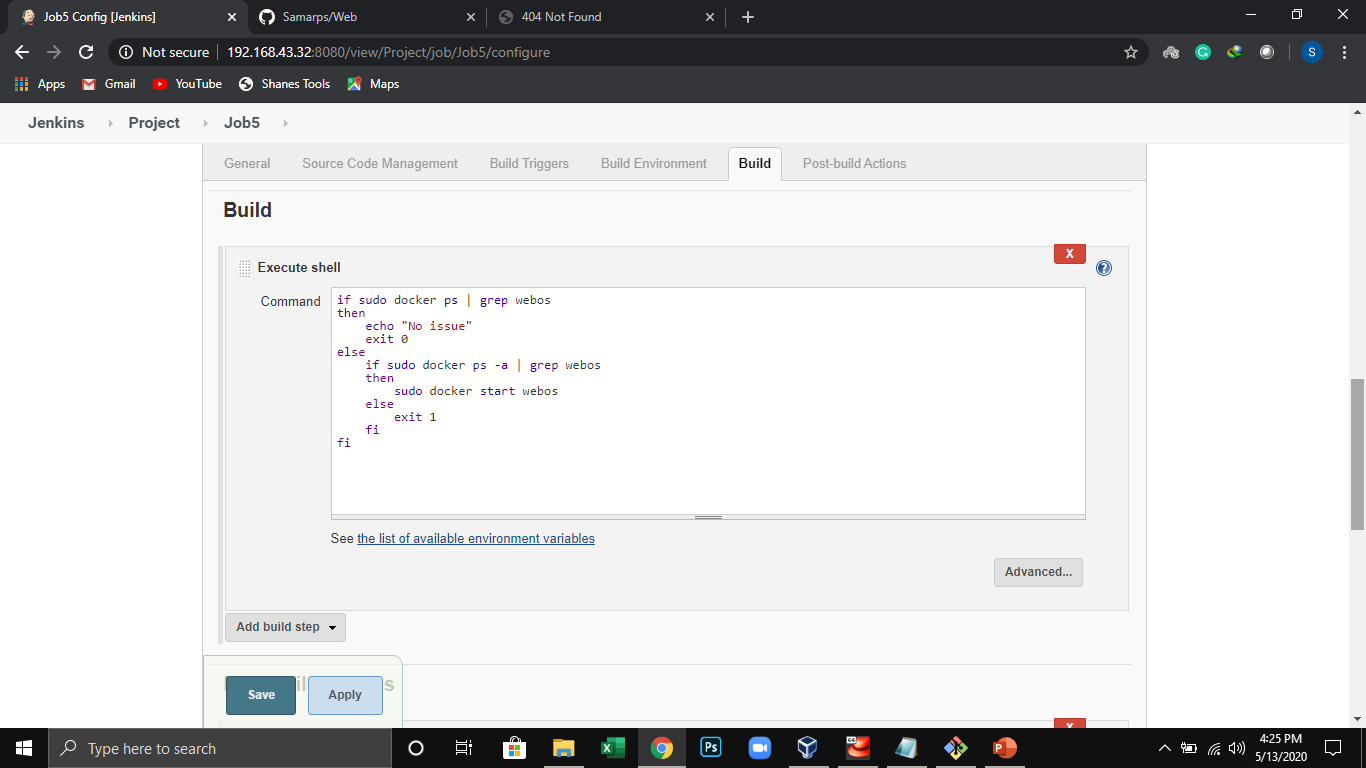 Job5 Config [Jenkins]
Samarps/Web
404 Not Found
Not secure
192.168.43.32:8080/view/Project/job/Job5/configure
S
Apps
Gmail
YouTube
Shanes Tools
Maps
Jenkins
Project
Job5
General
Source Code Management
Build Triggers
Build Environment
Build
Post-build Actions
Build
X
Execute shell
?
Command
if sudo docker ps | grep webos
then
    echo "No issue"
    exit 0
else
    if sudo docker ps -a | grep webos
    then
        sudo docker start webos
    else
        exit 1
    fi
fi
See the list of available environment variables
Advanced...
Add build step
Save
Apply
X
Type here to search
Ps
4:25 PM
5/13/2020